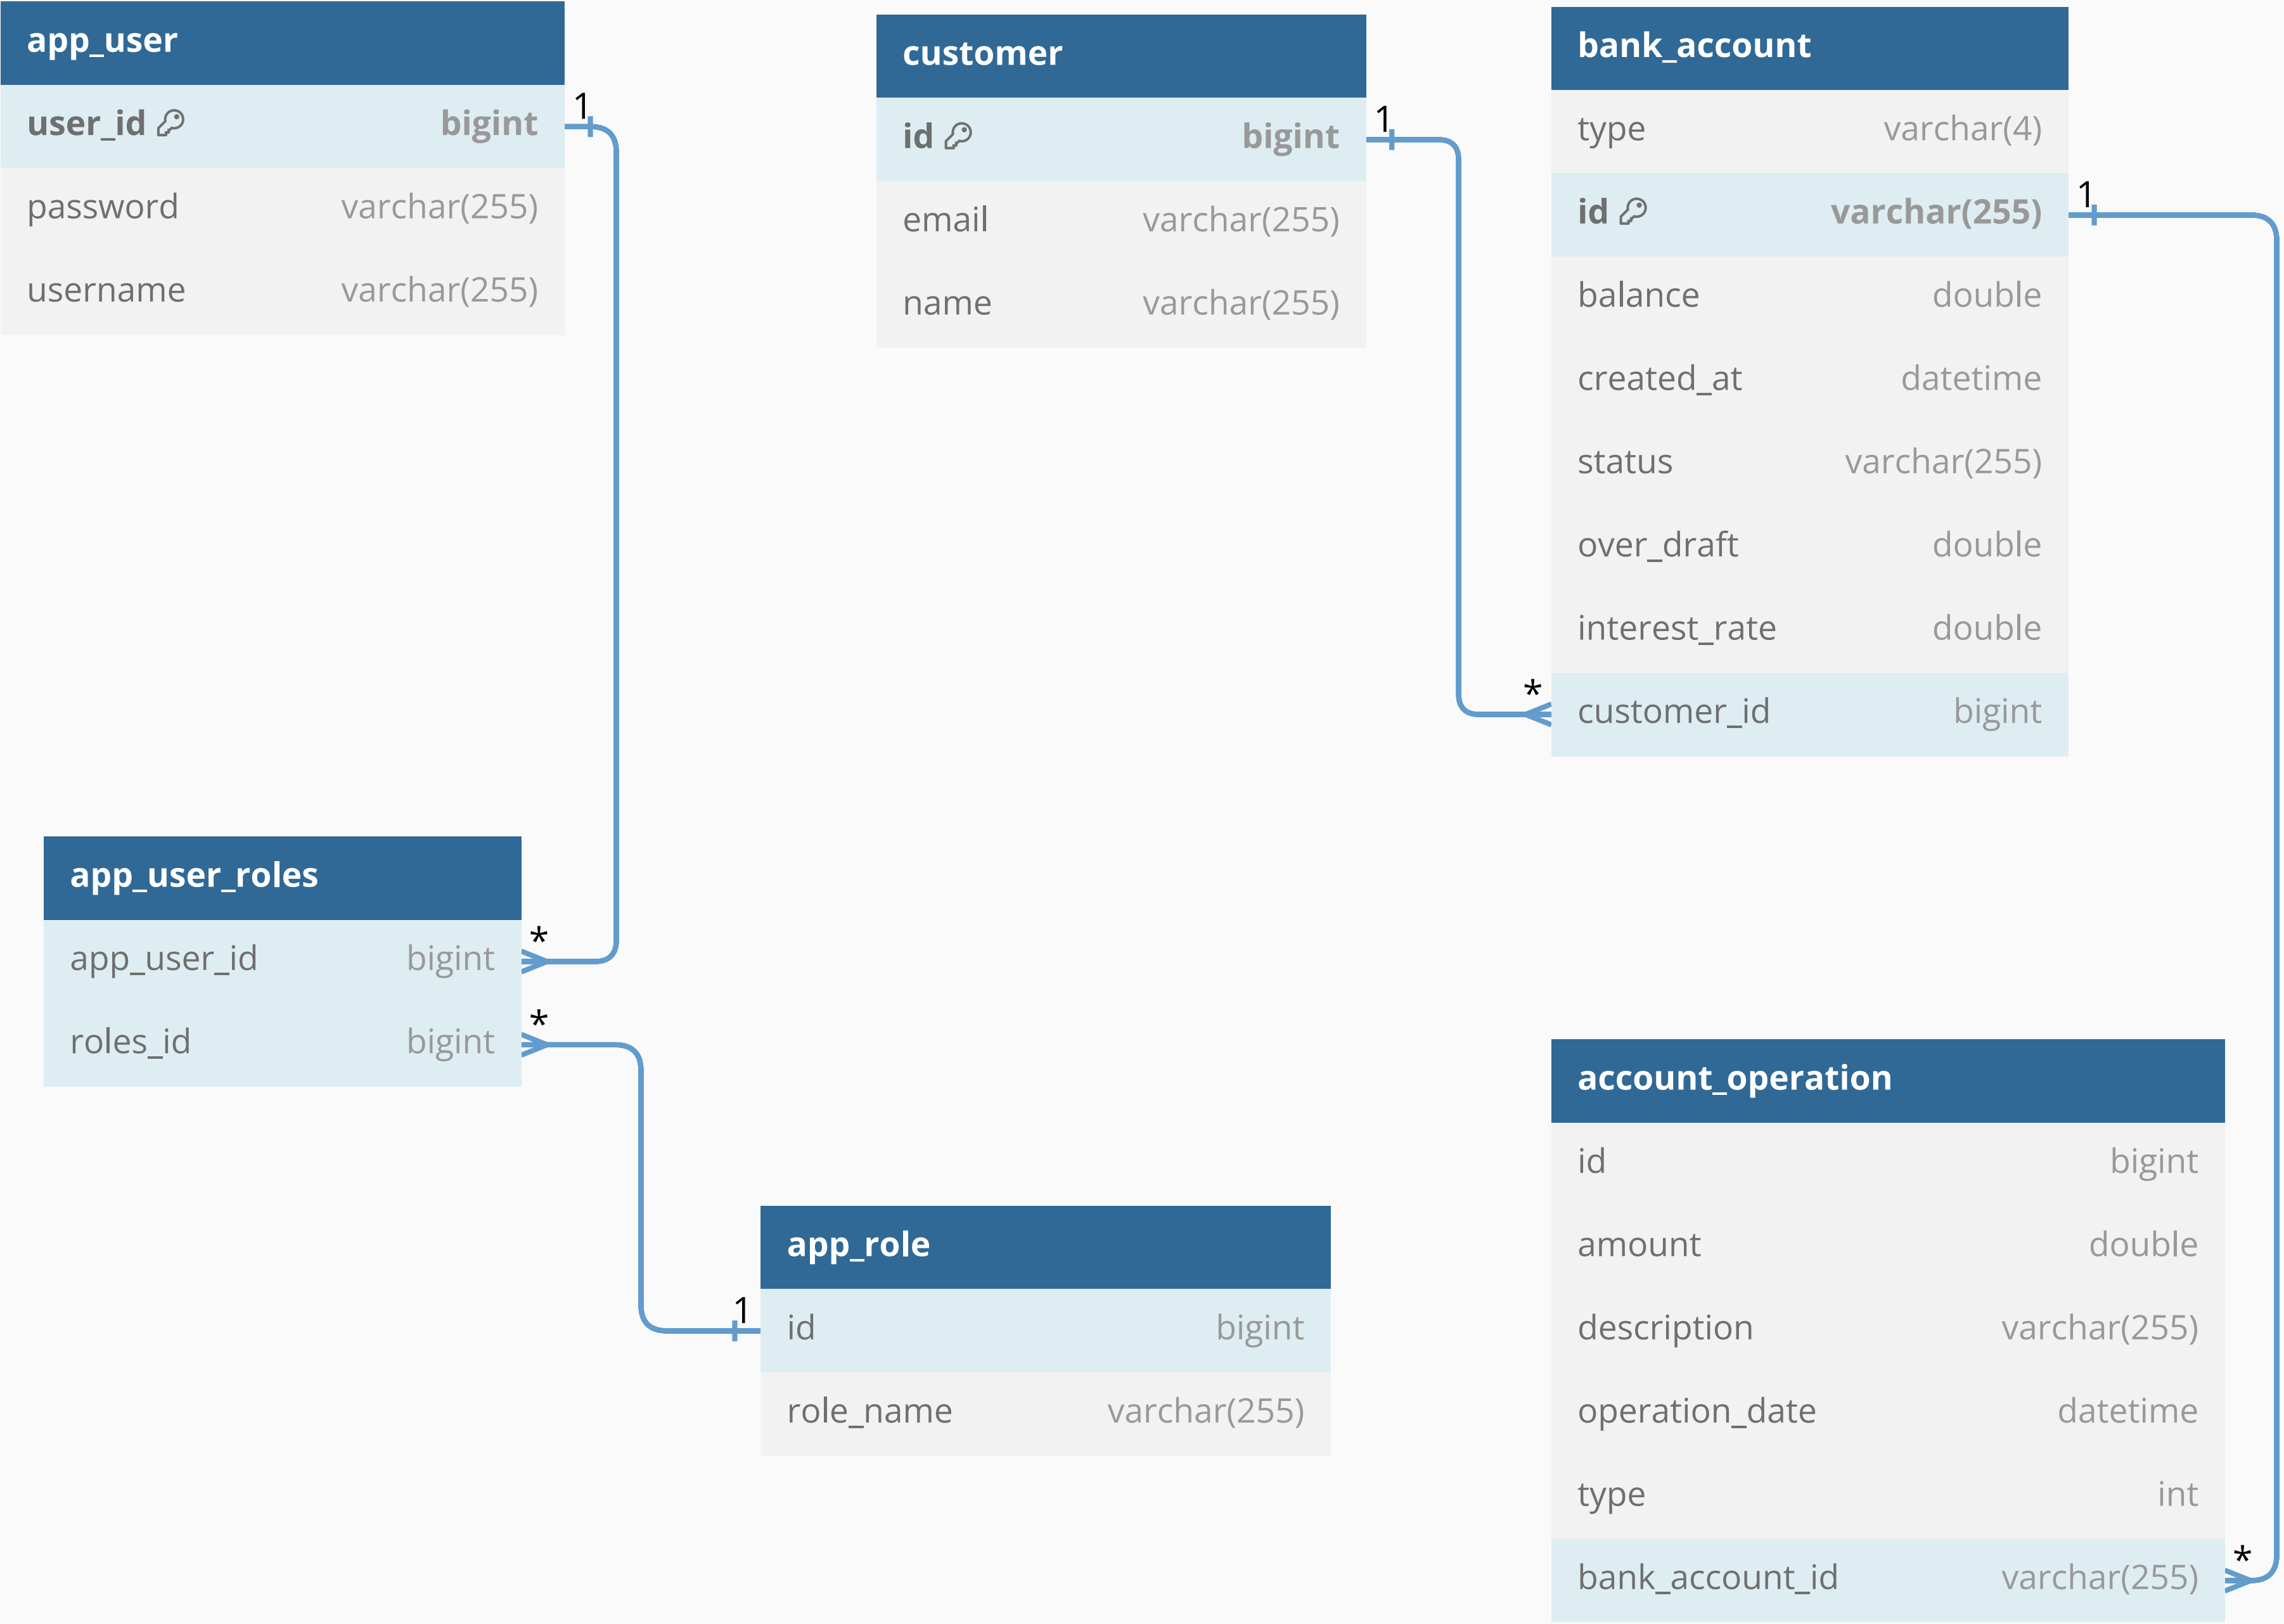 app_user
user_id bigint
password varchar(255)
username varchar(255)
1
customer
id bigint
email varchar(255)
name varchar(255)
1
bank_account
type varchar(4)
id varchar(255)
balance double
created_at datetime
status varchar(255)
over_draft double
interest_rate double
customer_id bigint
1
*
app_user_roles
app_user_id bigint
roles_id bigint
*
*
app_role
id bigint
role_name varchar(255)
1
account_operation
id bigint
amount double
description varchar(255)
operation_date datetime
type int
bank_account_id varchar(255)
*